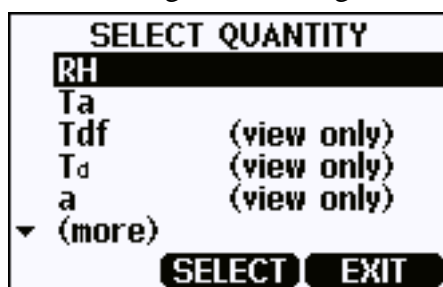 SELECT QUANTITY
RH
Ta
Tdf (view only)
Td (view only)
a (view only)
(more)
SELECT EXIT